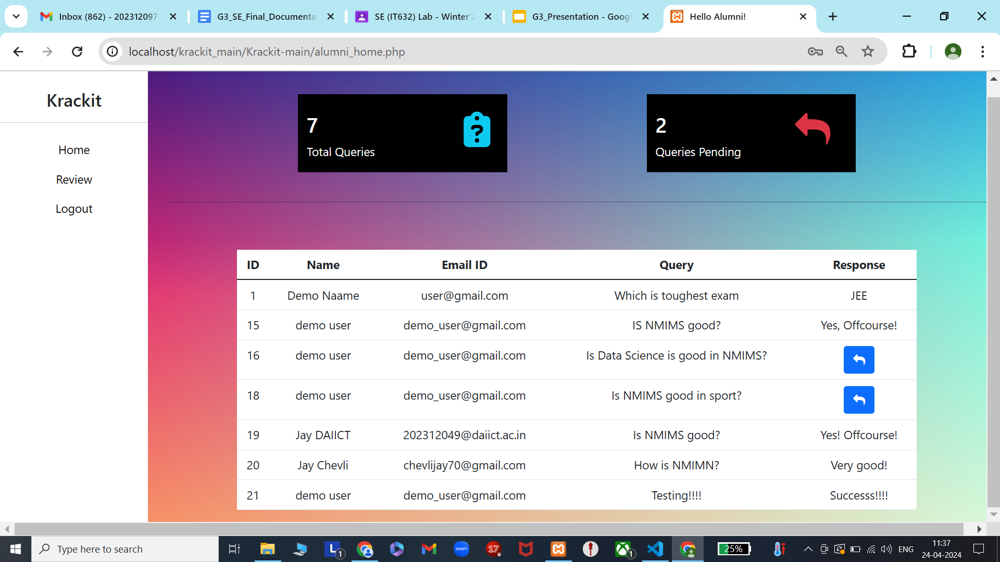 Inbox (862) - 202312097
G3_SE_Final_Documenta
SE (IT632) Lab - Winter'2
G3_Presentation - Googl
Hello Alumni!
localhost/krackit_main/Krackit-main/alumni_home.php
Krackit
Home
Review
Logout
7
Total Queries
2
Queries Pending
ID Name Email ID Query Response
1 Demo Naame user@gmail.com Which is toughest exam JEE
15 demo user demo_user@gmail.com IS NMIMS good? Yes, Offcourse!
16 demo user demo_user@gmail.com Is Data Science is good in NMIMS?
18 demo user demo_user@gmail.com Is NMIMS good in sport?
19 Jay DAIICT 202312049@daiict.ac.in Is NMIMS good? Yes! Offcourse!
20 Jay Chevli chevlijay70@gmail.com How is NMIMN? Very good!
21 demo user demo_user@gmail.com Testing!!!! Successs!!!!
Type here to search
L 1
zoom
17
1
25%
ENG
11:37
24-04-2024